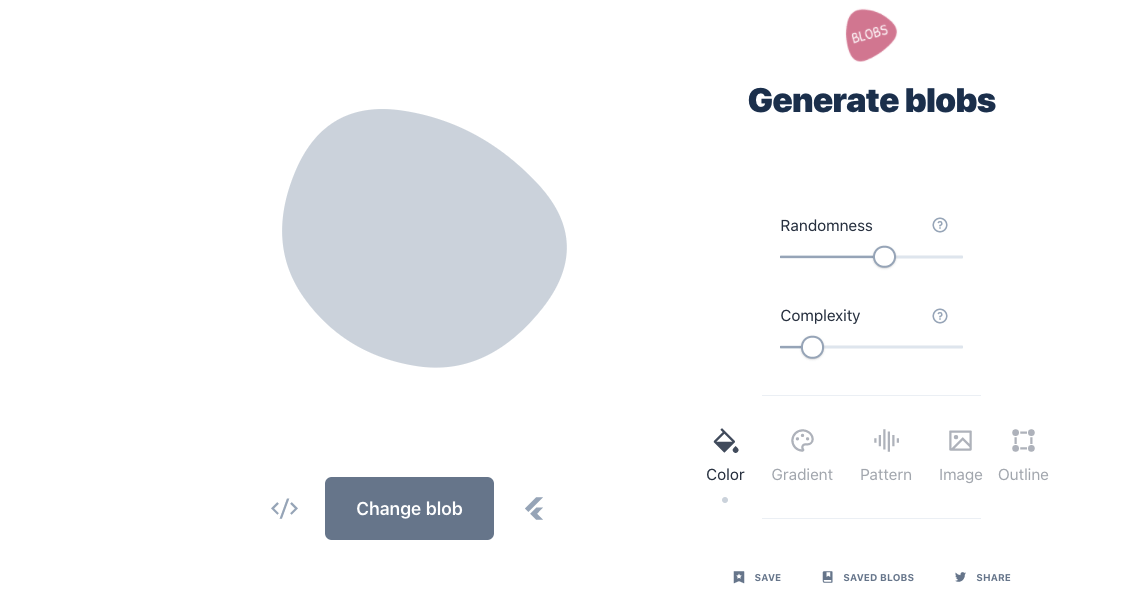 BLOBS
Generate blobs
Randomness ?
Complexity ?
Color Gradient Pattern Image Outline
</> Change blob
SAVE SAVED BLOBS SHARE